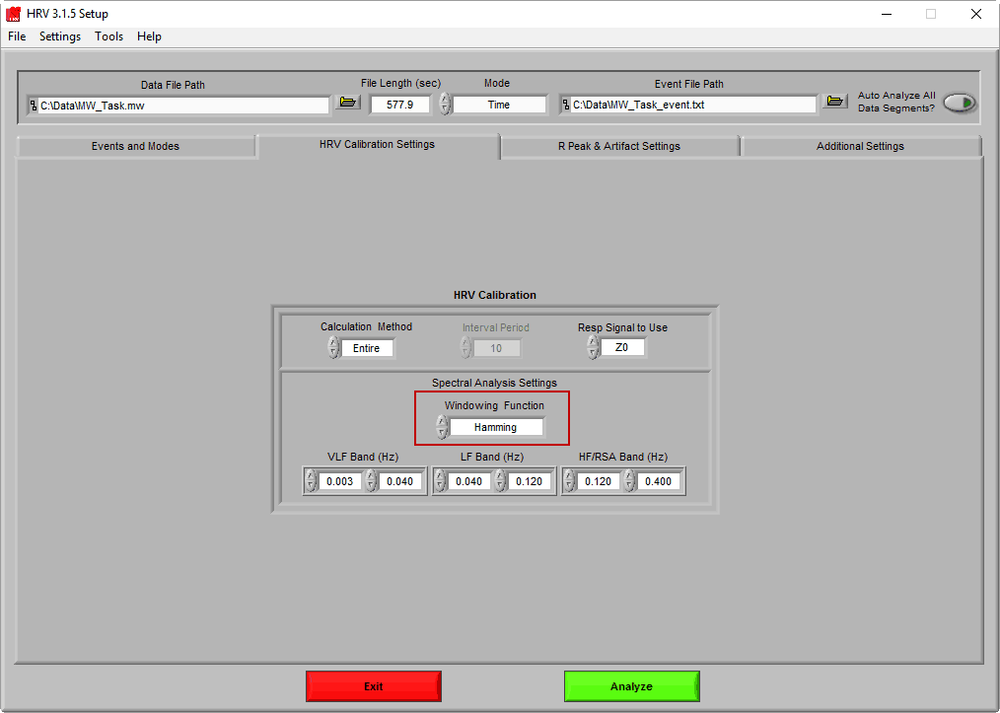 HRV 3.1.5 Setup
File Settings Tools Help
Data File Path File Length (sec) Mode Event File Path Auto Analyze All
Data Segments?
C:\Data\MW_Task.mw 577.9 Time C:\Data\MW_Task_event.txt
Events and Modes HRV Calibration Settings R Peak & Artifact Settings Additional Settings
HRV Calibration
Calculation Method Interval Period Resp Signal to Use
Entire 10 Z0
Spectral Analysis Settings
Windowing Function
Hamming
VLF Band (Hz) LF Band (Hz) HF/RSA Band (Hz)
0.003 0.040 0.040 0.120 0.120 0.400
Exit Analyze